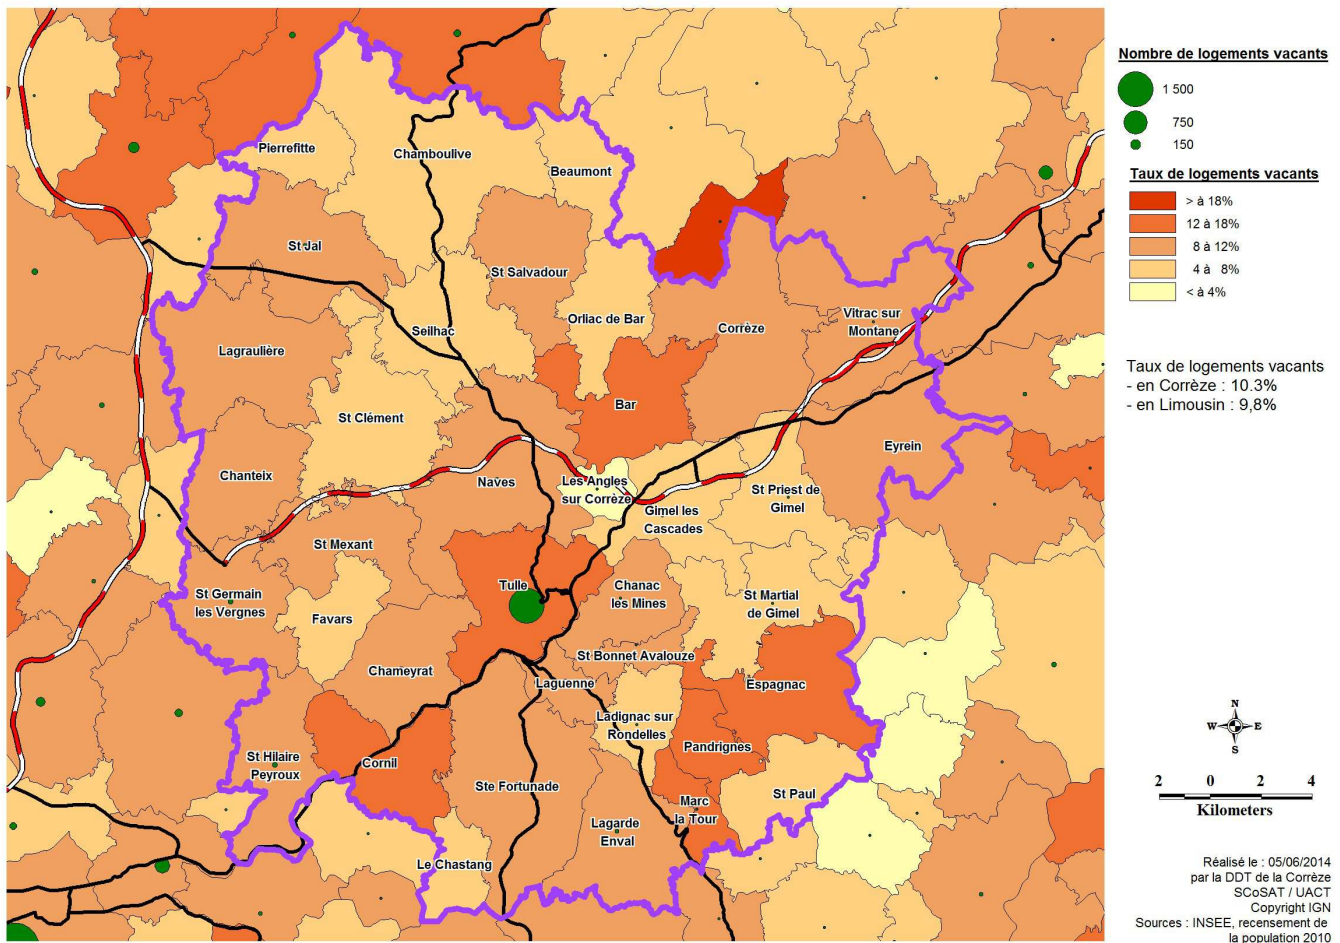 Pierrefitte
Chamboulive
Beaumont
St Jal
St Salvadour
Orliac de Bar
Corrèze
Vitrac sur
Montane
Seilhac
Lagraulière
St Clément
Bar
Eyrein
Chanteix
Naves
Les Angles
sur Corrèze
St Priest de
Gimel
Gimel les
Cascades
St Mexant
Tulle
Chanac
les Mines
St Germain
les Vergnes
Favars
St Martial
de Gimel
Chameyrat
St Bonnet Avalouze
Laguenne
Espagnac
Ladignac sur
Rondelles
Pandrignes
St Hilaire
Peyroux
Cornil
Ste Fortunade
St Paul
Marc
la Tour
Lagarde
Enval
Le Chastang
Nombre de logements vacants
1 500
750
150
Taux de logements vacants
> à 18%
12 à 18%
8 à 12%
4 à 8%
< à 4%
Taux de logements vacants
- en Corrèze : 10.3%
- en Limousin : 9,8%
N
W E
S
2 0 2 4
Kilometers
Réalisé le : 05/06/2014
par la DDT de la Corrèze
SCoSAT / UACT
Copyright IGN
Sources : INSEE, recensement de
la population 2010